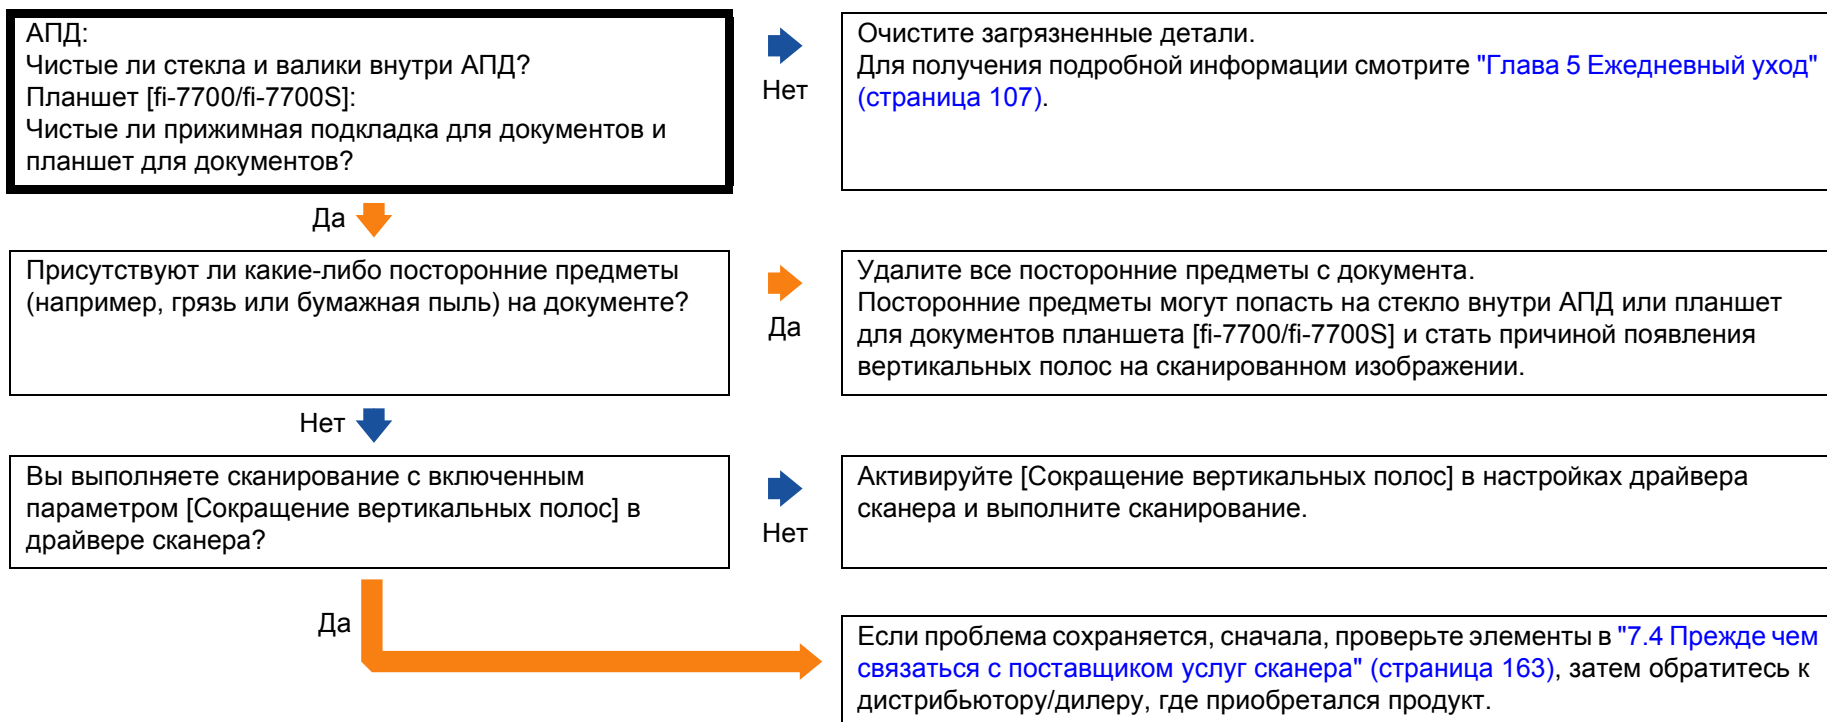 АПД:
Чистые ли стекла и валики внутри АПД?
Планшет [fi-7700/fi-7700S]:
Чистые ли прижимная подкладка для документов и
планшет для документов?
Нет
Очистите загрязненные детали.
Для получения подробной информации смотрите "Глава 5 Ежедневный уход"
(страница 107).
Да
Присутствуют ли какие-либо посторонние предметы
(например, грязь или бумажная пыль) на документе?
Да
Удалите все посторонние предметы с документа.
Посторонние предметы могут попасть на стекло внутри АПД или планшет
для документов планшета [fi-7700/fi-7700S] и стать причиной появления
вертикальных полос на сканированном изображении.
Нет
Вы выполняете сканирование с включенным
параметром [Сокращение вертикальных полос] в
драйвере сканера?
Нет
Активируйте [Сокращение вертикальных полос] в настройках драйвера
сканера и выполните сканирование.
Да
Если проблема сохраняется, сначала, проверьте элементы в "7.4 Прежде чем
связаться с поставщиком услуг сканера" (страница 163), затем обратитесь к
дистрибьютору/дилеру, где приобретался продукт.